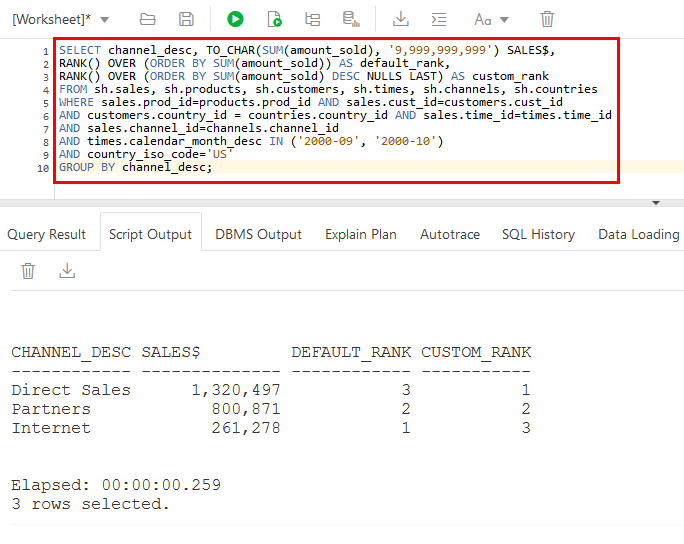 [Worksheet]*
Aa
1 SELECT channel_desc, TO_CHAR(SUM(amount_sold), '9,999,999,999') SALES$,
2 RANK() OVER (ORDER BY SUM(amount_sold)) AS default_rank,
3 RANK() OVER (ORDER BY SUM(amount_sold) DESC NULLS LAST) AS custom_rank
4 FROM sh.sales, sh.products, sh.customers, sh.times, sh.channels, sh.countries
5 WHERE sales.prod_id=products.prod_id AND sales.cust_id=customers.cust_id
6 AND customers.country_id = countries.country_id AND sales.time_id=times.time_id
7 AND sales.channel_id=channels.channel_id
8 AND times.calendar_month_desc IN ('2000-09', '2000-10')
9 AND country_iso_code='US'
10 GROUP BY channel_desc;
Query Result Script Output DBMS Output Explain Plan Autotrace SQL History Data Loading
CHANNEL_DESC SALES$ DEFAULT_RANK CUSTOM_RANK
------------ -------------- ------------ -----------
Direct Sales 1,320,497 3 1
Partners 800,871 2 2
Internet 261,278 1 3
Elapsed: 00:00:00.259
3 rows selected.